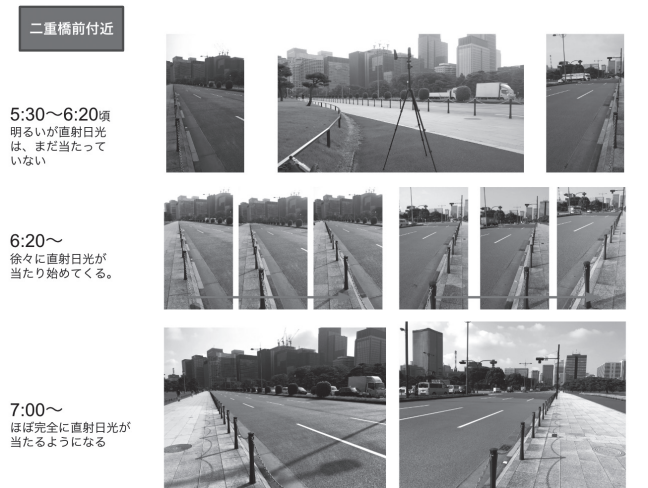 二重橋前付近
5:30〜6:20頃
明るいが直射日光
は、まだ当たって
いない
6:20〜
徐々に直射日光が
当たり始めてくる。
7:00〜
ほぼ完全に直射日光が
当たるようになる